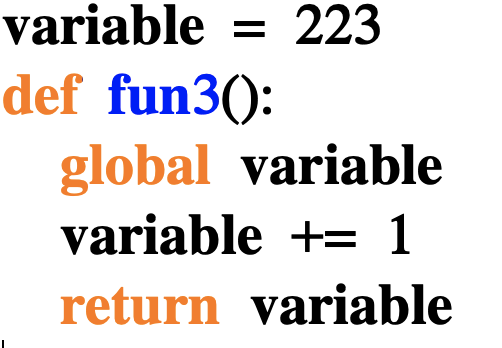 variable = 223
def fun3():
global variable
variable += 1
return variable